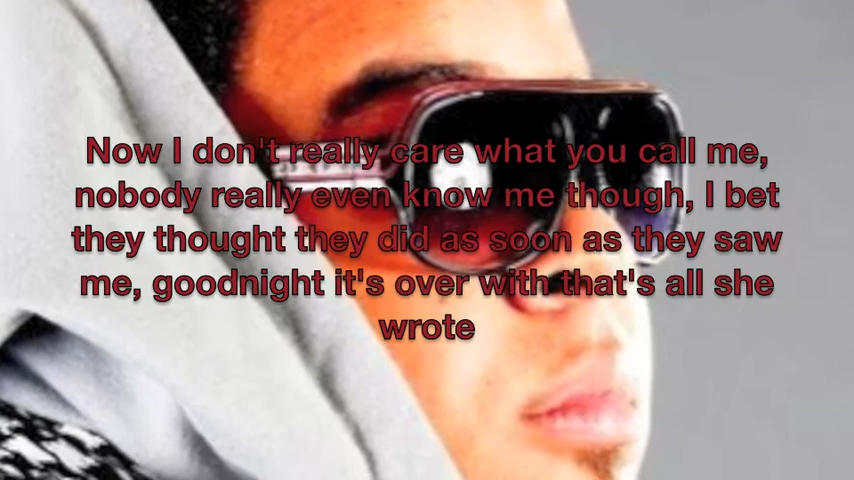 Now I don't really care what you call me,
nobody really even know me though, I bet
they thought they did as soon as they saw
me, goodnight it's over with that's all she
wrote